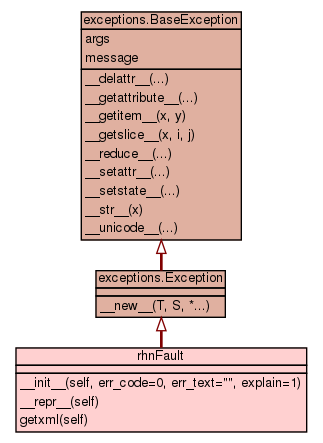 exceptions.BaseException
args
message
__delattr__(...)
__getattribute__(...)
__getitem__(x, y)
__getslice__(x, i, j)
__reduce__(...)
__setattr__(...)
__setstate__(...)
__str__(x)
__unicode__(...)
exceptions.Exception
__new__(T, S, *...)
rhnFault
__init__(self, err_code=0, err_text="", explain=1)
__repr__(self)
getxml(self)